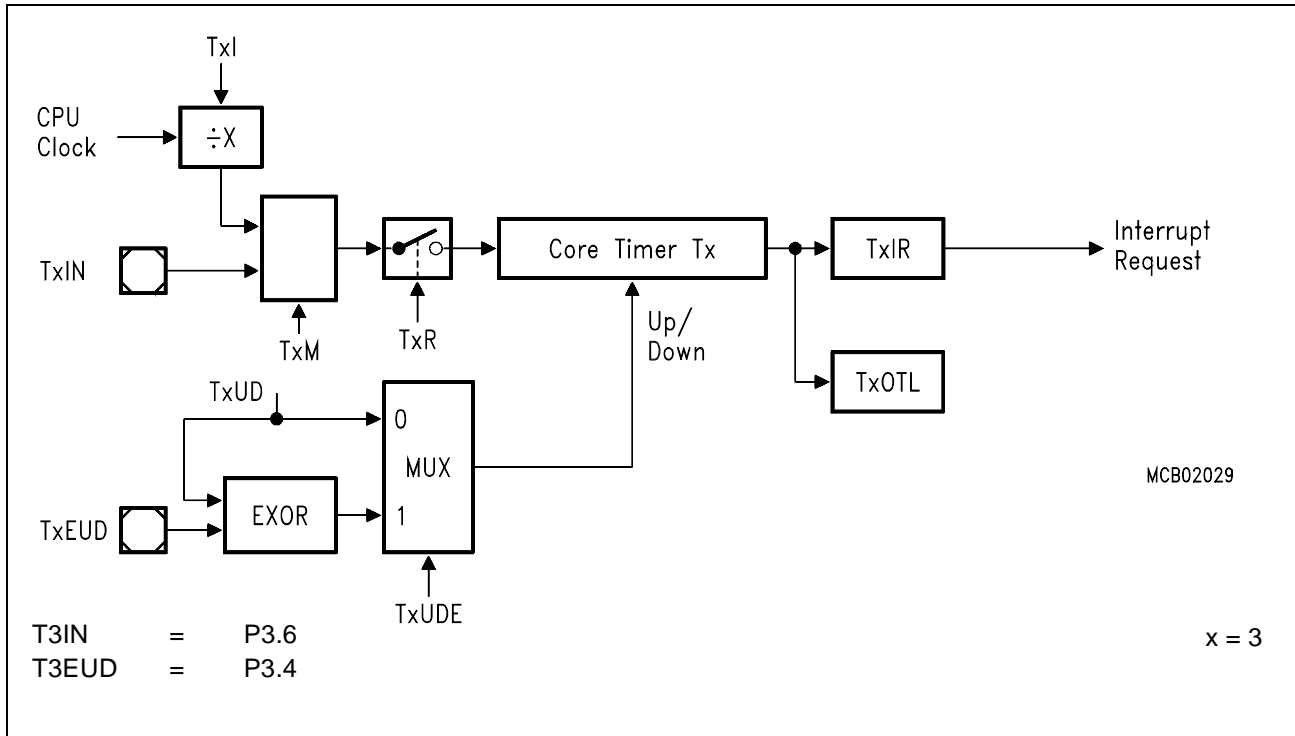 TxI
CPU
Clock
÷X
TxIN
TxM
TxR
Core Timer Tx
TxIR
Interrupt
Request
Up/
Down
TxOTL
TxUD
0
MUX
1
EXOR
TxEUD
TxUDE
MCB02029
T3IN = P3.6
T3EUD = P3.4
x = 3